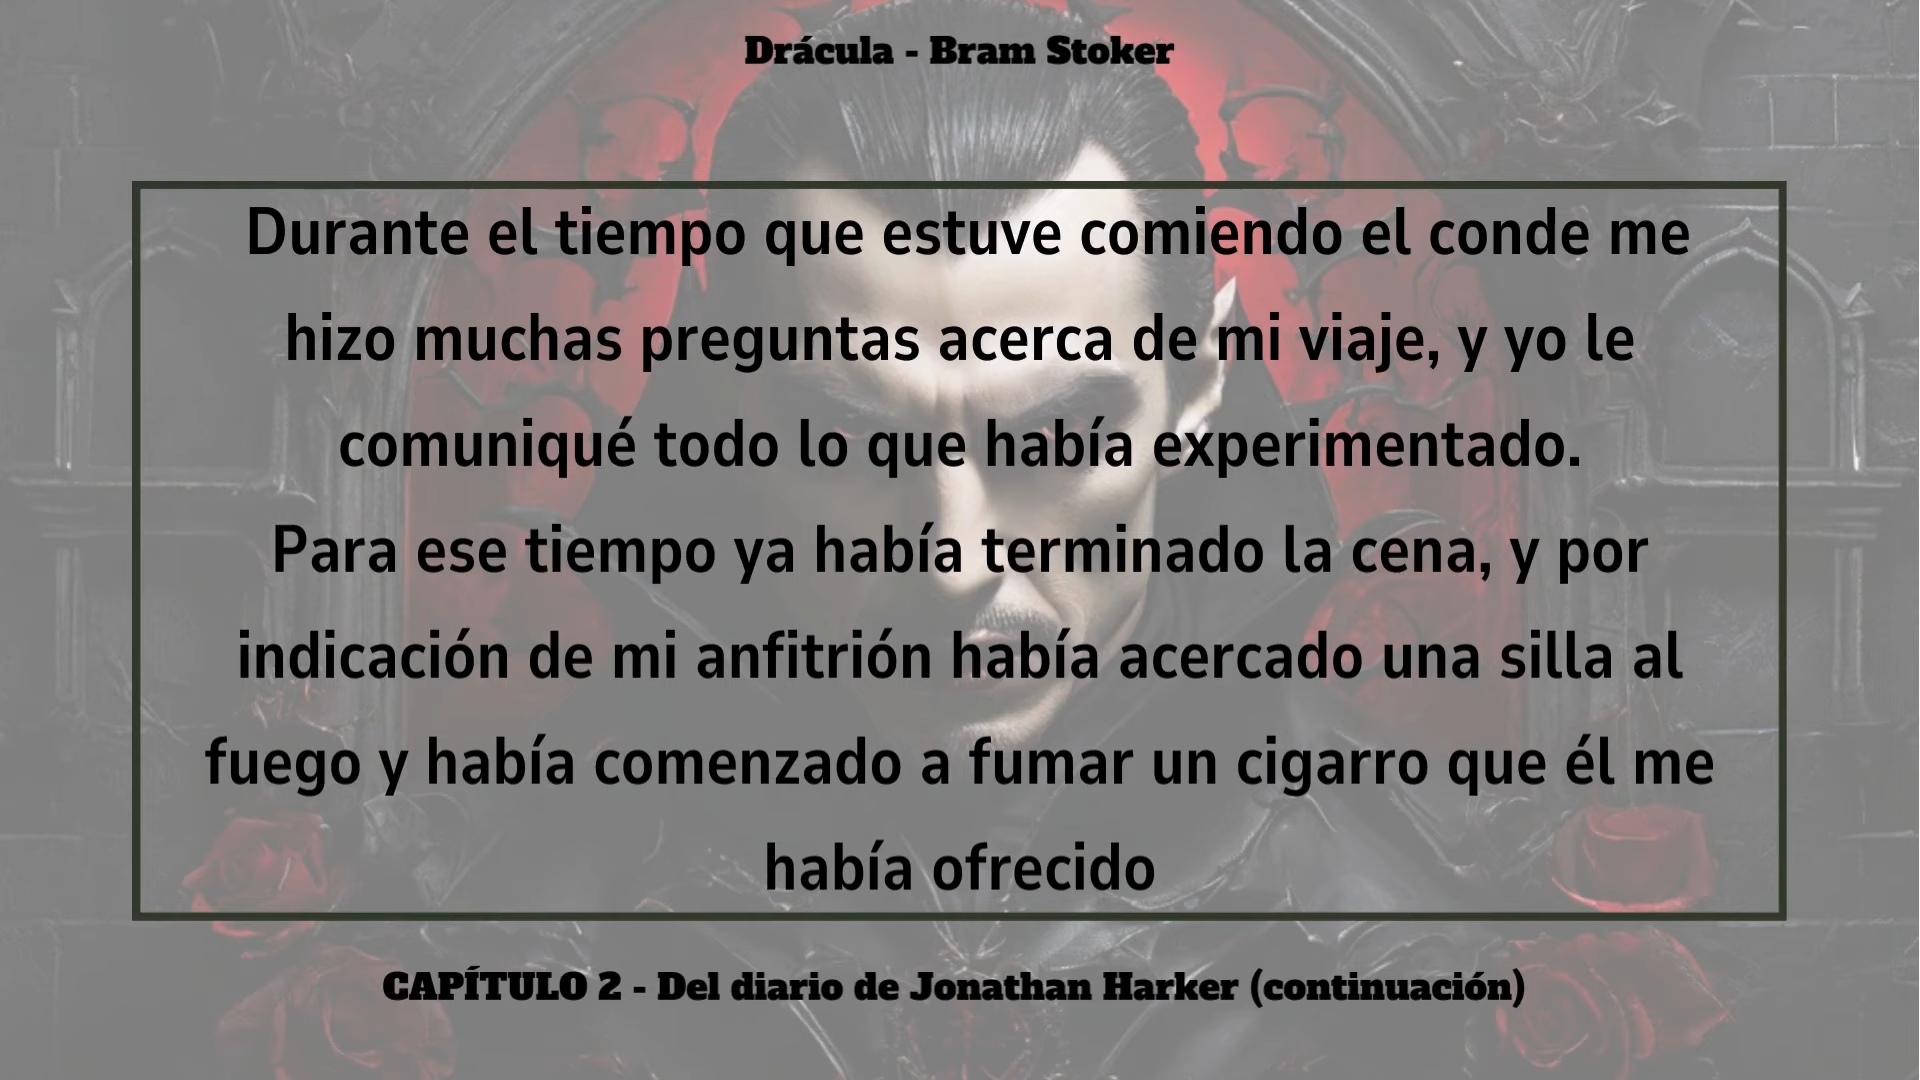 Drácula - Bram Stoker
Durante el tiempo que estuve comiendo el conde me
hizo muchas preguntas acerca de mi viaje, y yo le
comuniqué todo lo que había experimentado.
Para ese tiempo ya había terminado la cena, y por
indicación de mi anfitrión había acercado una silla al
fuego y había comenzado a fumar un cigarro que él me
había ofrecido
CAPÍTULO 2 - Del diario de Jonathan Harker (continuación)